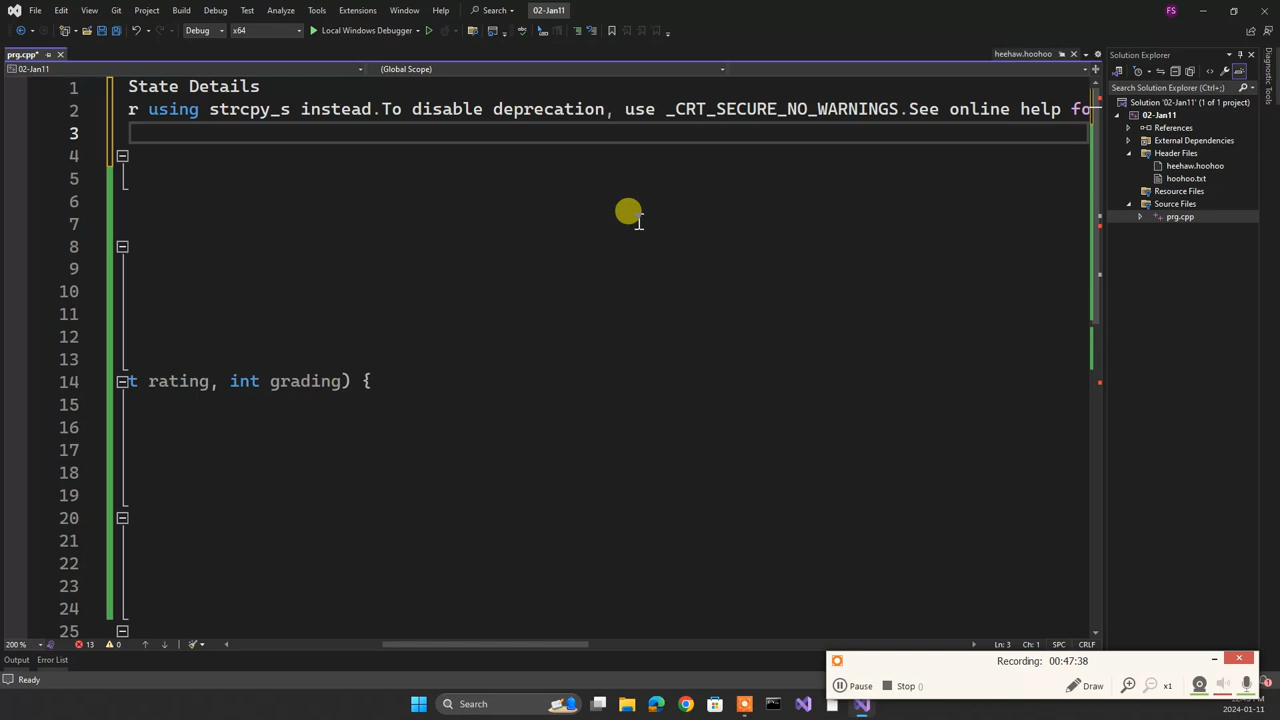 File Edit View Git Project Build Debug Test Analyze Tools Extensions Window Help Search 02-Jan11 FS
Debug x64 Local Windows Debugger
prg.cpp* heehaw.hoohoo Solution Explorer
02-Jan11 (Global Scope)
Search Solution Explorer (Ctrl+;)
Solution '02-Jan11' (1 of 1 project)
02-Jan11
References
External Dependencies
Header Files
heehaw.hoohoo
hoohoo.txt
Resource Files
Source Files
prg.cpp
Diagnostic Tools
1 State Details
2 r using strcpy_s instead.To disable deprecation, use _CRT_SECURE_NO_WARNINGS.See online help fo
3
4
5
6
7
8
9
10
11
12
13
14 t rating, int grading) {
15
16
17
18
19
20
21
22
23
24
25
200 % 13 0 Ln: 3 Ch: 1 SPC CRLF
Output Error List
Ready
Recording: 00:47:38
Pause Stop () Draw x1
Search
2024-01-11